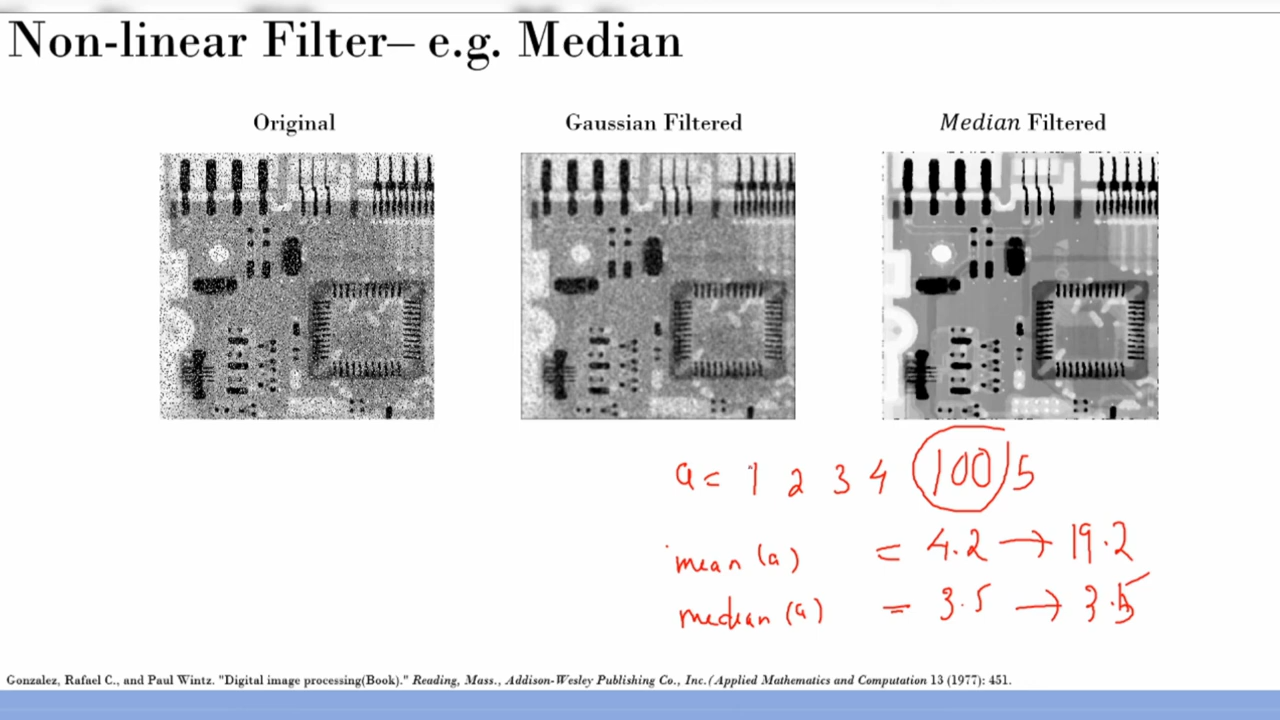 Non-linear Filter– e.g. Median
Original
Gaussian Filtered
Median Filtered
a = 1 2 3 4 100 5
mean (a) = 4.2 → 19.2
median (a) = 3.5 → 3.5
Gonzalez, Rafael C., and Paul Wintz. "Digital image processing(Book)." Reading, Mass., Addison-Wesley Publishing Co., Inc.(Applied Mathematics and Computation 13 (1977): 451.